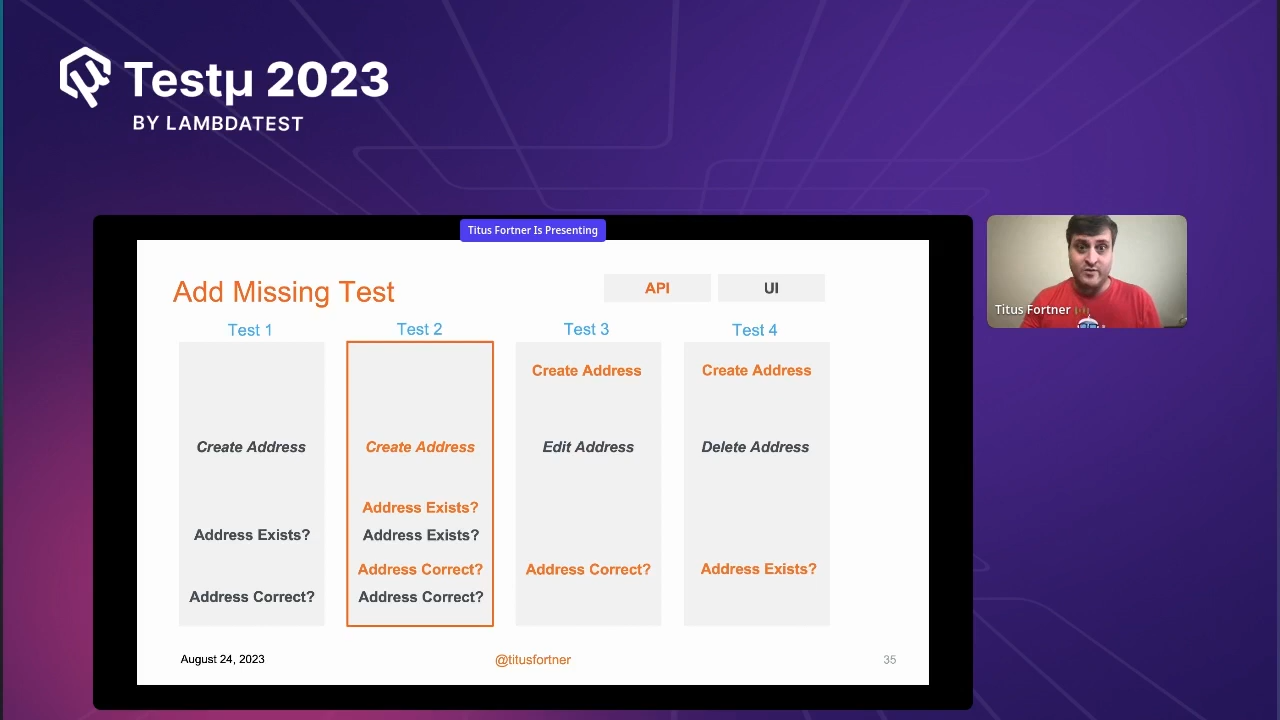 Testμ 2023
BY LAMBDATEST
Titus Fortner Is Presenting
Add Missing Test
API
UI
Test 1
Test 2
Test 3
Test 4
Create Address
Create Address
Create Address
Create Address
Edit Address
Delete Address
Address Exists?
Address Exists?
Address Exists?
Address Correct?
Address Correct?
Address Exists?
Address Correct?
Address Correct?
August 24, 2023
@titusfortner
35
Titus Fortner